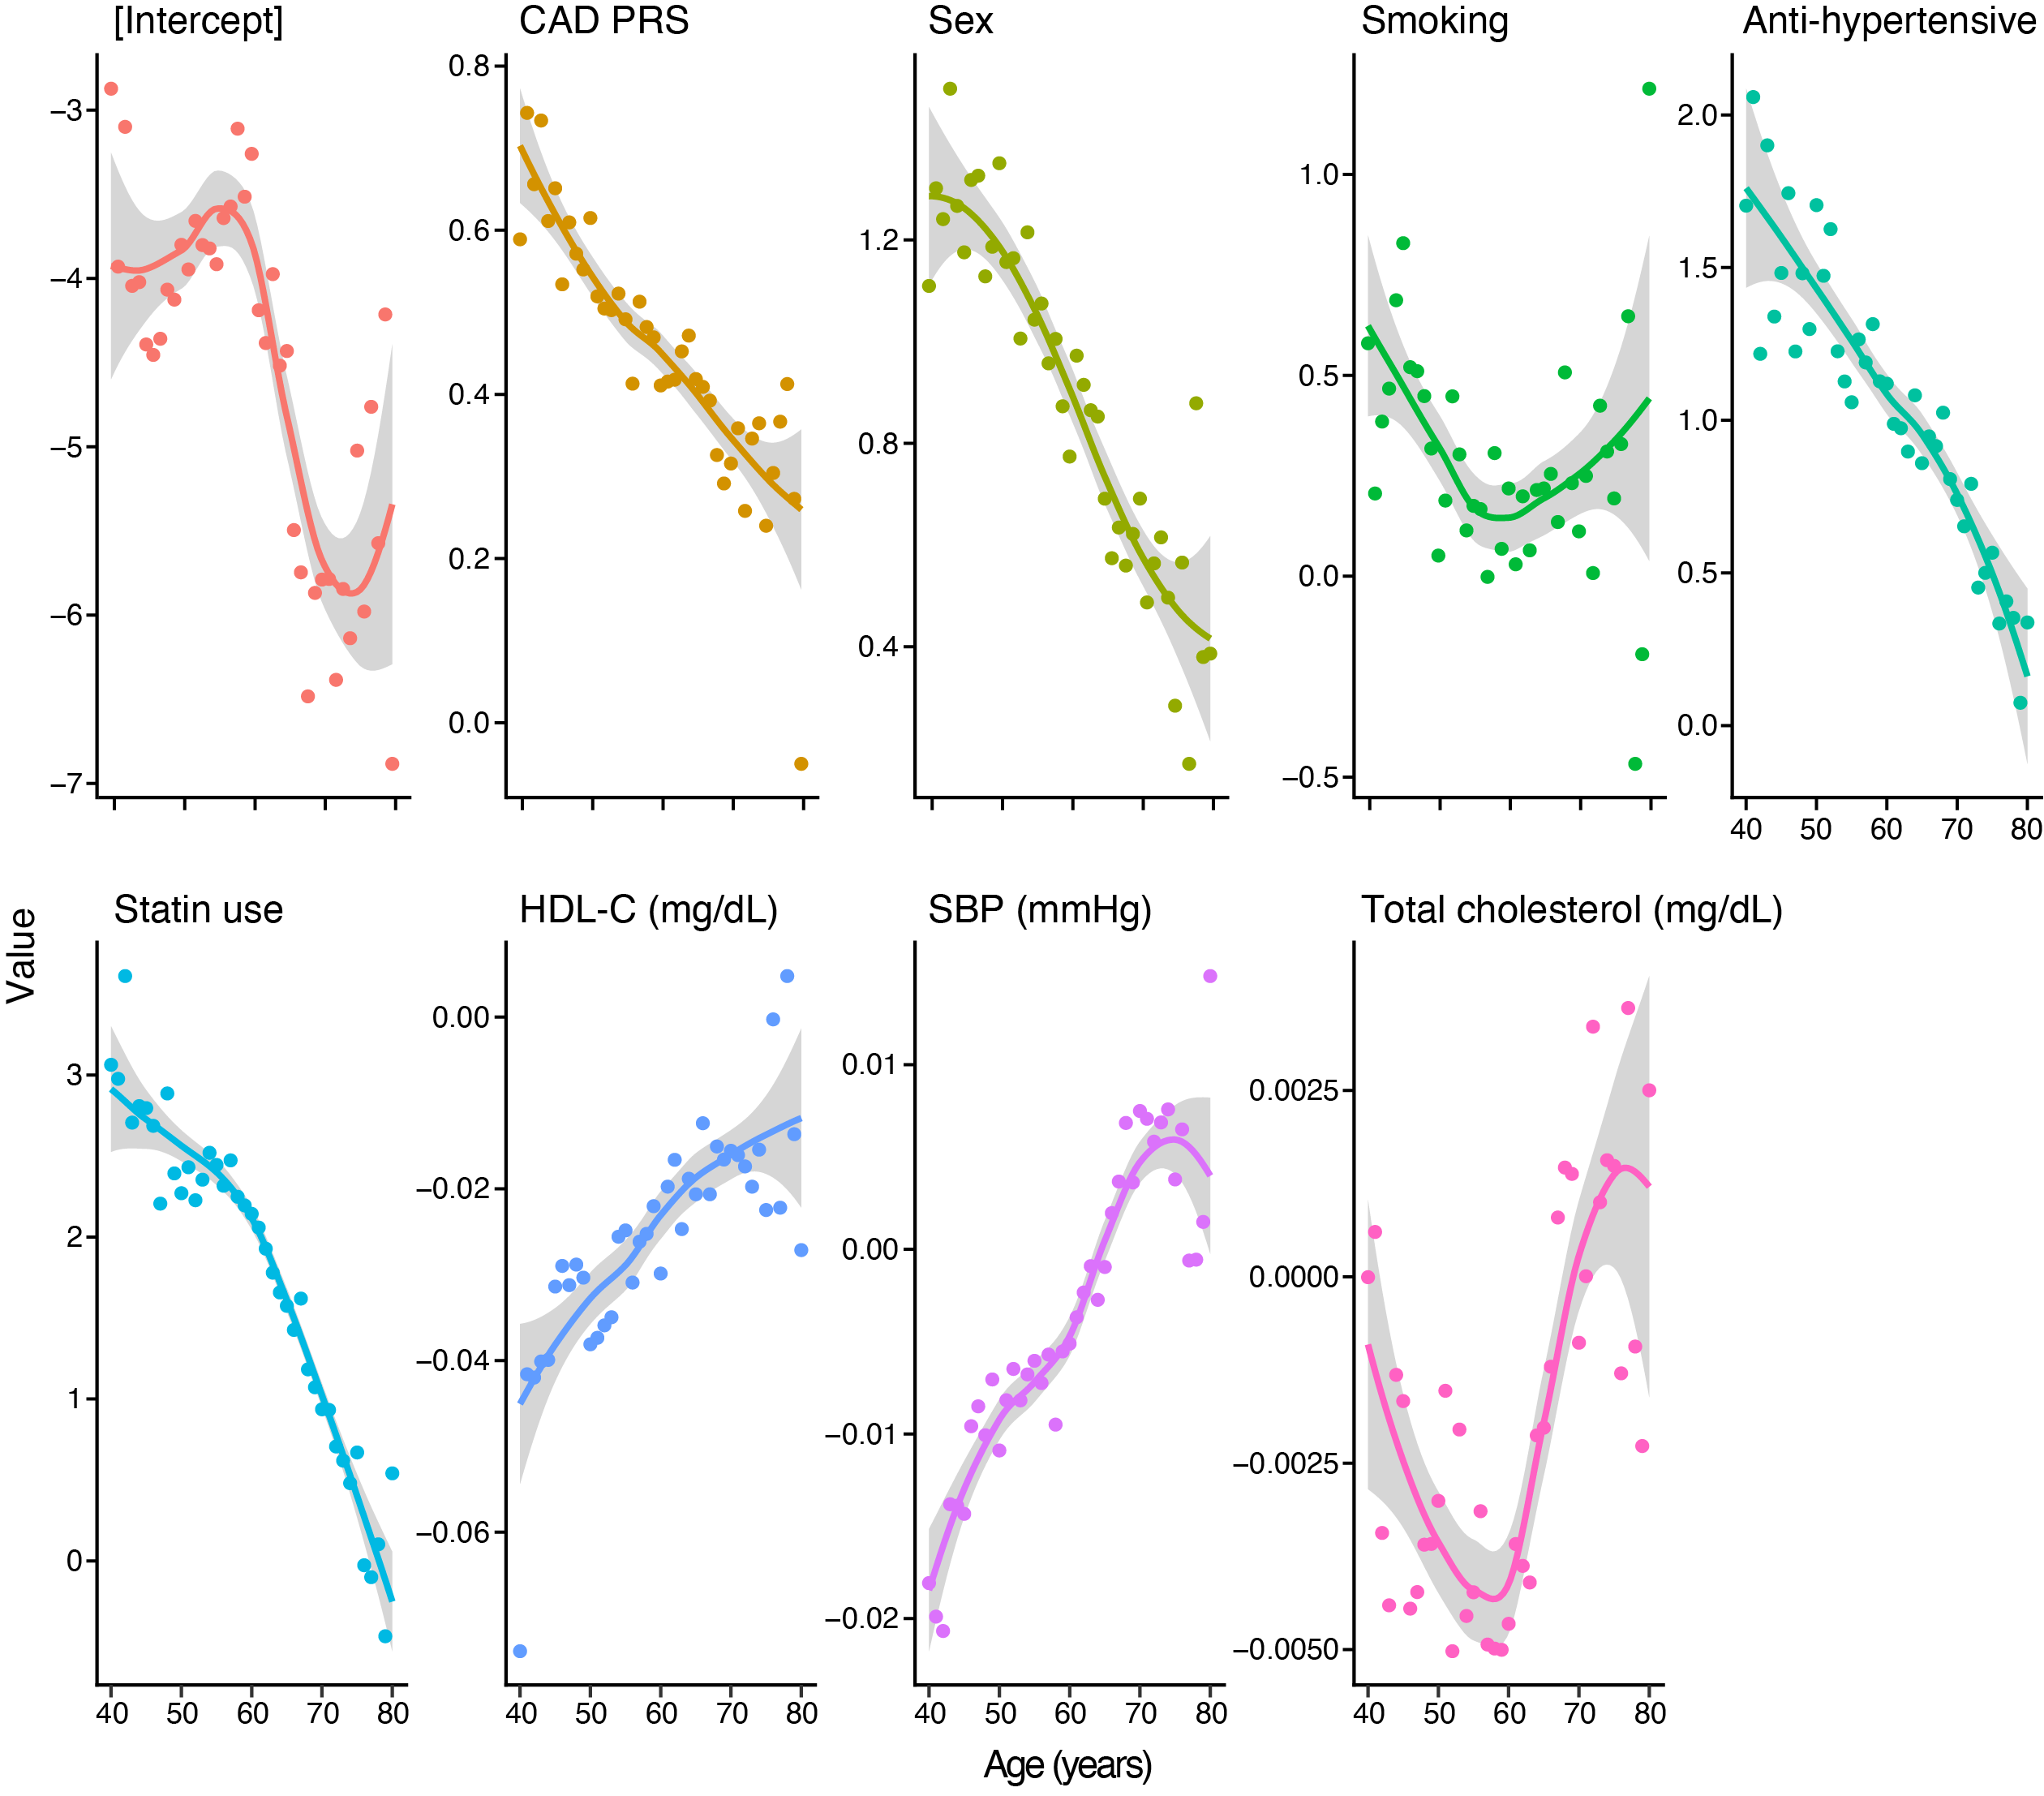 [Intercept]
CAD PRS
Sex
Smoking
Anti-hypertensive
−3
−4
−5
−6
−7
0.8
0.6
0.4
0.2
0.0
1.2
0.8
0.4
1.0
0.5
0.0
−0.5
2.0
1.5
1.0
0.5
0.0
40 50 60 70 80
Value
Statin use
HDL-C (mg/dL)
SBP (mmHg)
Total cholesterol (mg/dL)
3
2
1
0
40 50 60 70 80
0.00
−0.02
−0.04
−0.06
40 50 60 70 80
0.01
0.00
−0.01
−0.02
40 50 60 70 80
0.0025
0.0000
−0.0025
−0.0050
40 50 60 70 80
Age (years)